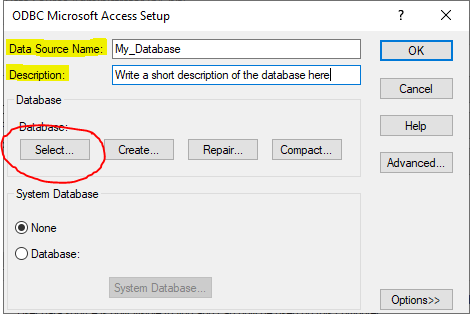 ODBC Microsoft Access Setup
Data Source Name: My_Database OK
Description: Write a short description of the database here
Database Cancel
Database:
Select... Create... Repair... Compact... Help
Advanced...
System Database
None
Database:
System Database...
Options>>